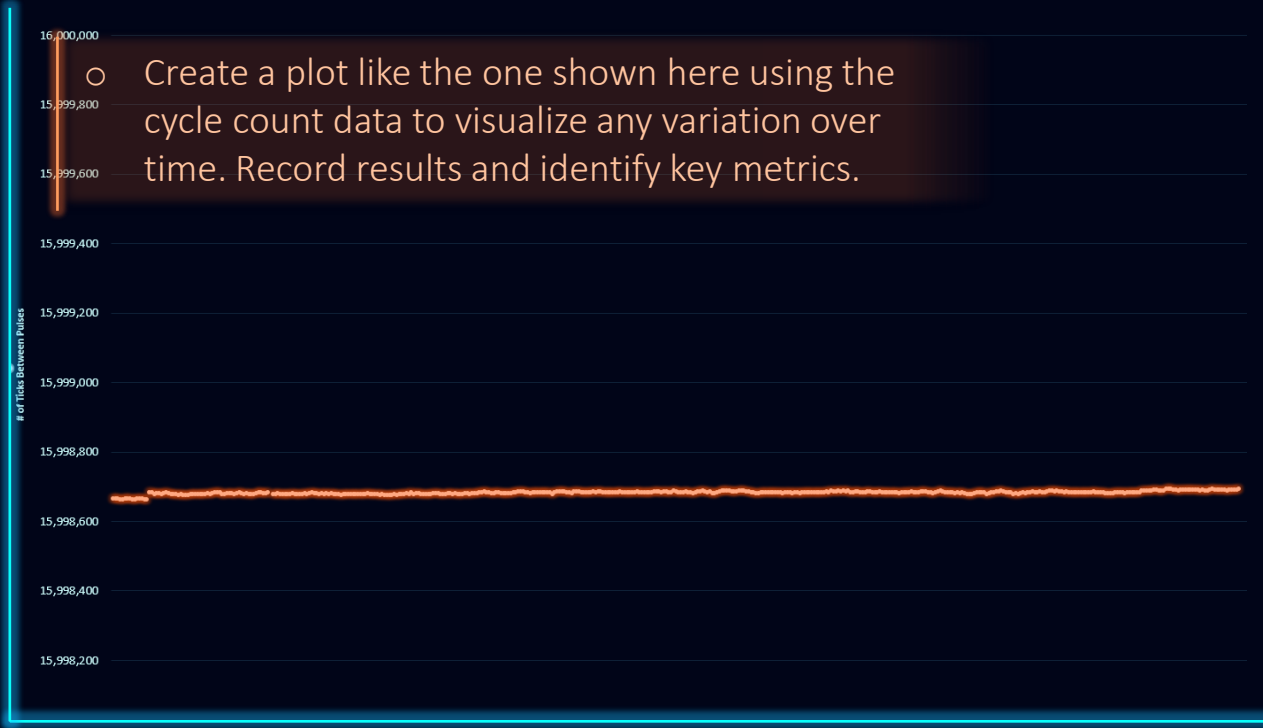 16,000,000
○ Create a plot like the one shown here using the
15,999,800
cycle count data to visualize any variation over
15,999,600
time. Record results and identify key metrics.
15,999,400
15,999,200
# of Ticks Between Pulses
15,999,000
15,998,800
15,998,600
15,998,400
15,998,200